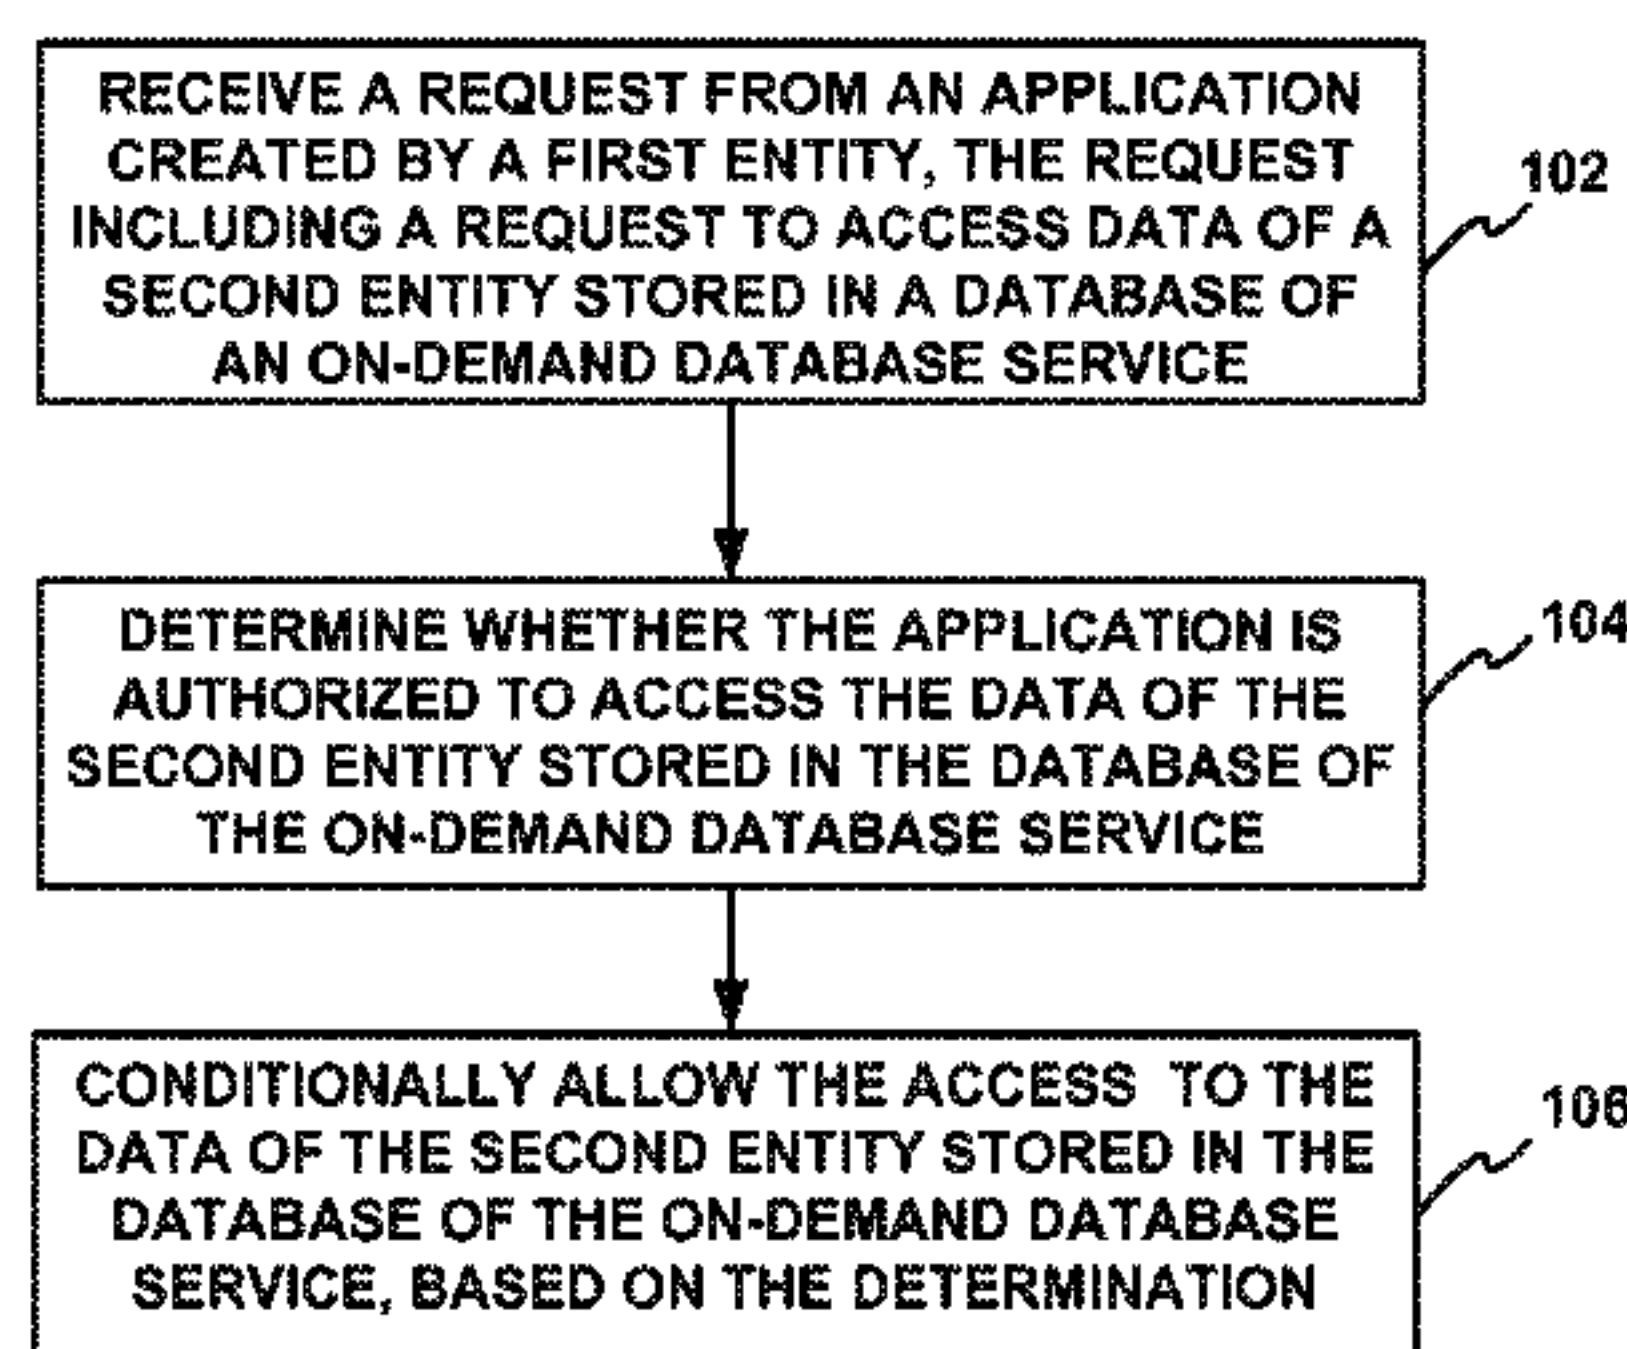 RECEIVE A REQUEST FROM AN APPLICATION
CREATED BY A FIRST ENTITY, THE REQUEST
INCLUDING A REQUEST TO ACCESS DATA OF A
SECOND ENTITY STORED IN A DATABASE OF
AN ON-DEMAND DATABASE SERVICE
102
DETERMINE WHETHER THE APPLICATION IS
AUTHORIZED TO ACCESS THE DATA OF THE
SECOND ENTITY STORED IN THE DATABASE OF
THE ON-DEMAND DATABASE SERVICE
104
CONDITIONALLY ALLOW THE ACCESS TO THE
DATA OF THE SECOND ENTITY STORED IN THE
DATABASE OF THE ON-DEMAND DATABASE
SERVICE, BASED ON THE DETERMINATION
106